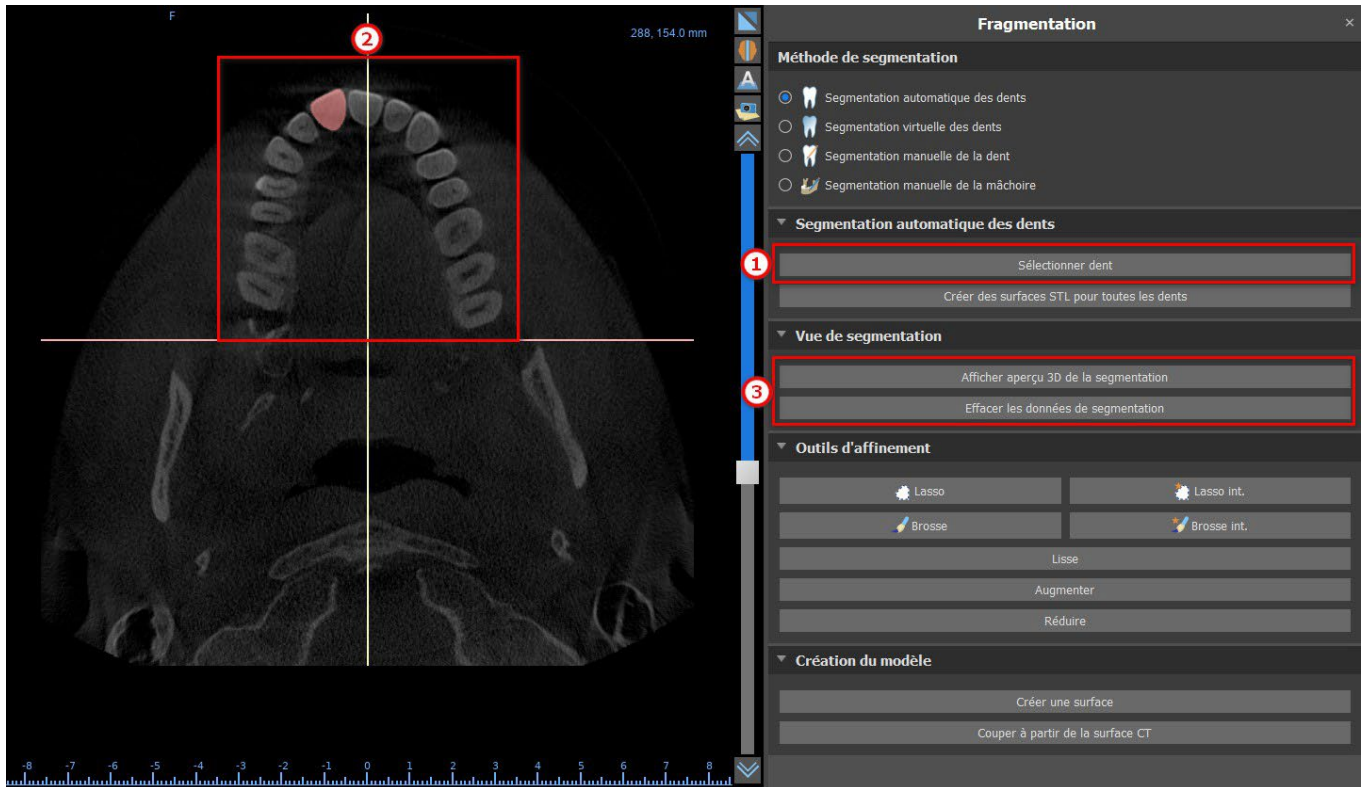 F
288, 154.0 mm
2
-8 -7 -6 -5 -4 -3 -2 -1 0 1 2 3 4 5 6 7 8
A
Fragmentation ×
Méthode de segmentation
Segmentation automatique des dents
Segmentation virtuelle des dents
Segmentation manuelle de la dent
Segmentation manuelle de la mâchoire
Segmentation automatique des dents
1
Sélectionner dent
Créer des surfaces STL pour toutes les dents
Vue de segmentation
3
Afficher aperçu 3D de la segmentation
Effacer les données de segmentation
Outils d'affinement
Lasso
Lasso int.
Brosse
Brosse int.
Lisse
Augmenter
Réduire
Création du modèle
Créer une surface
Couper à partir de la surface CT